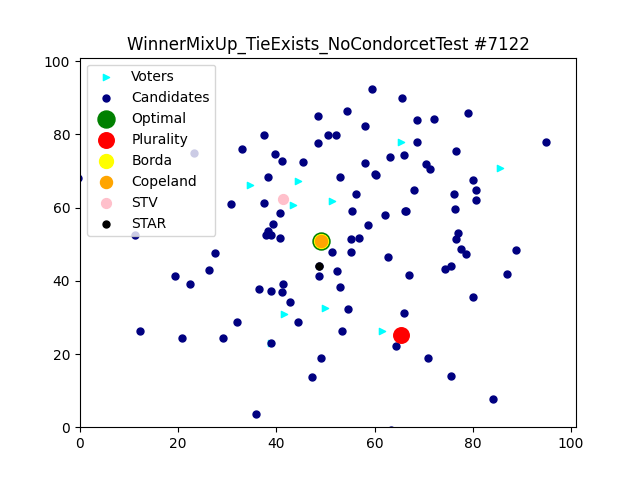 WinnerMixUp_TieExists_NoCondorcetTest #7122
100
80
60
40
20
0
Voters
Candidates
Optimal
Plurality
Borda
Copeland
STV
STAR
0 20 40 60 80 100